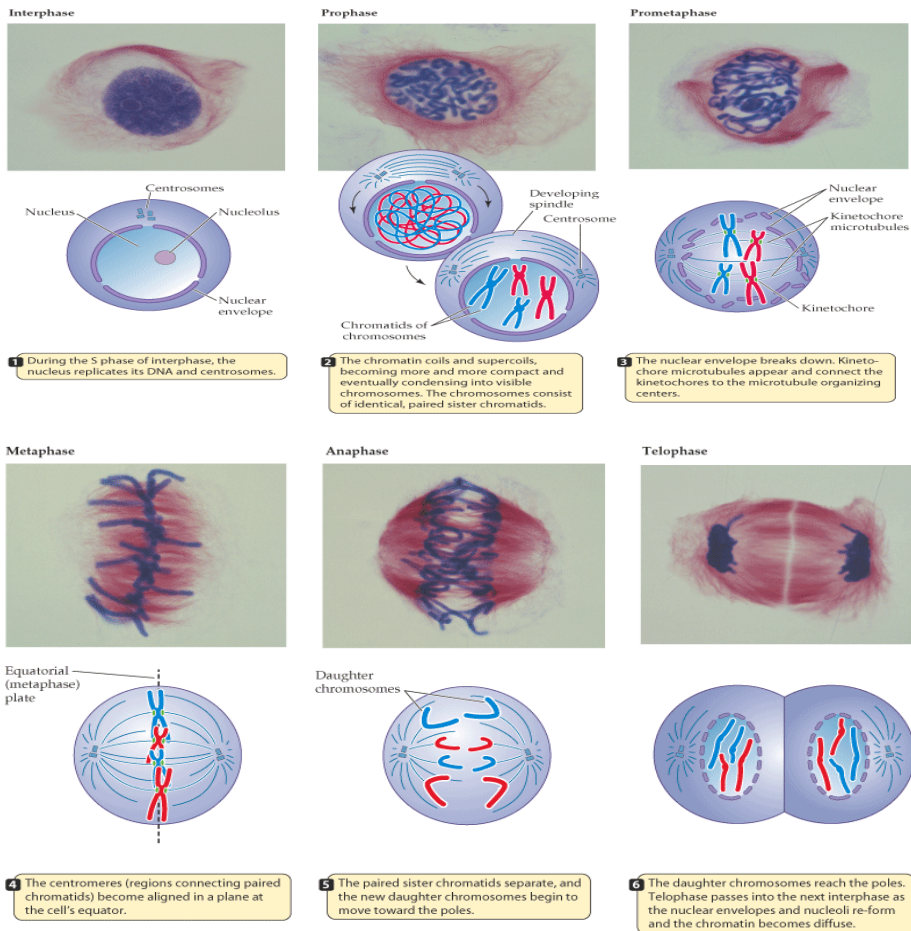 Interphase
Prophase
Prometaphase
Centrosomes
Nucleus
Nucleolus
Nuclear
envelope
Developing
spindle
Centrosome
Chromatids of
chromosomes
Nuclear
envelope
Kinetochore
microtubules
Kinetochore
1 During the S phase of interphase, the
nucleus replicates its DNA and centrosomes.
2 The chromatin coils and supercoils,
becoming more and more compact and
eventually condensing into visible
chromosomes. The chromosomes consist
of identical, paired sister chromatids.
3 The nuclear envelope breaks down. Kineto-
chore microtubules appear and connect the
kinetochores to the microtubule organizing
centers.
Metaphase
Anaphase
Telophase
Equatorial
(metaphase)
plate
Daughter
chromosomes
4 The centromeres (regions connecting paired
chromatids) become aligned in a plane at
the cell's equator.
5 The paired sister chromatids separate, and
the new daughter chromosomes begin to
move toward the poles.
6 The daughter chromosomes reach the poles.
Telophase passes into the next interphase as
the nuclear envelopes and nucleoli re-form
and the chromatin becomes diffuse.